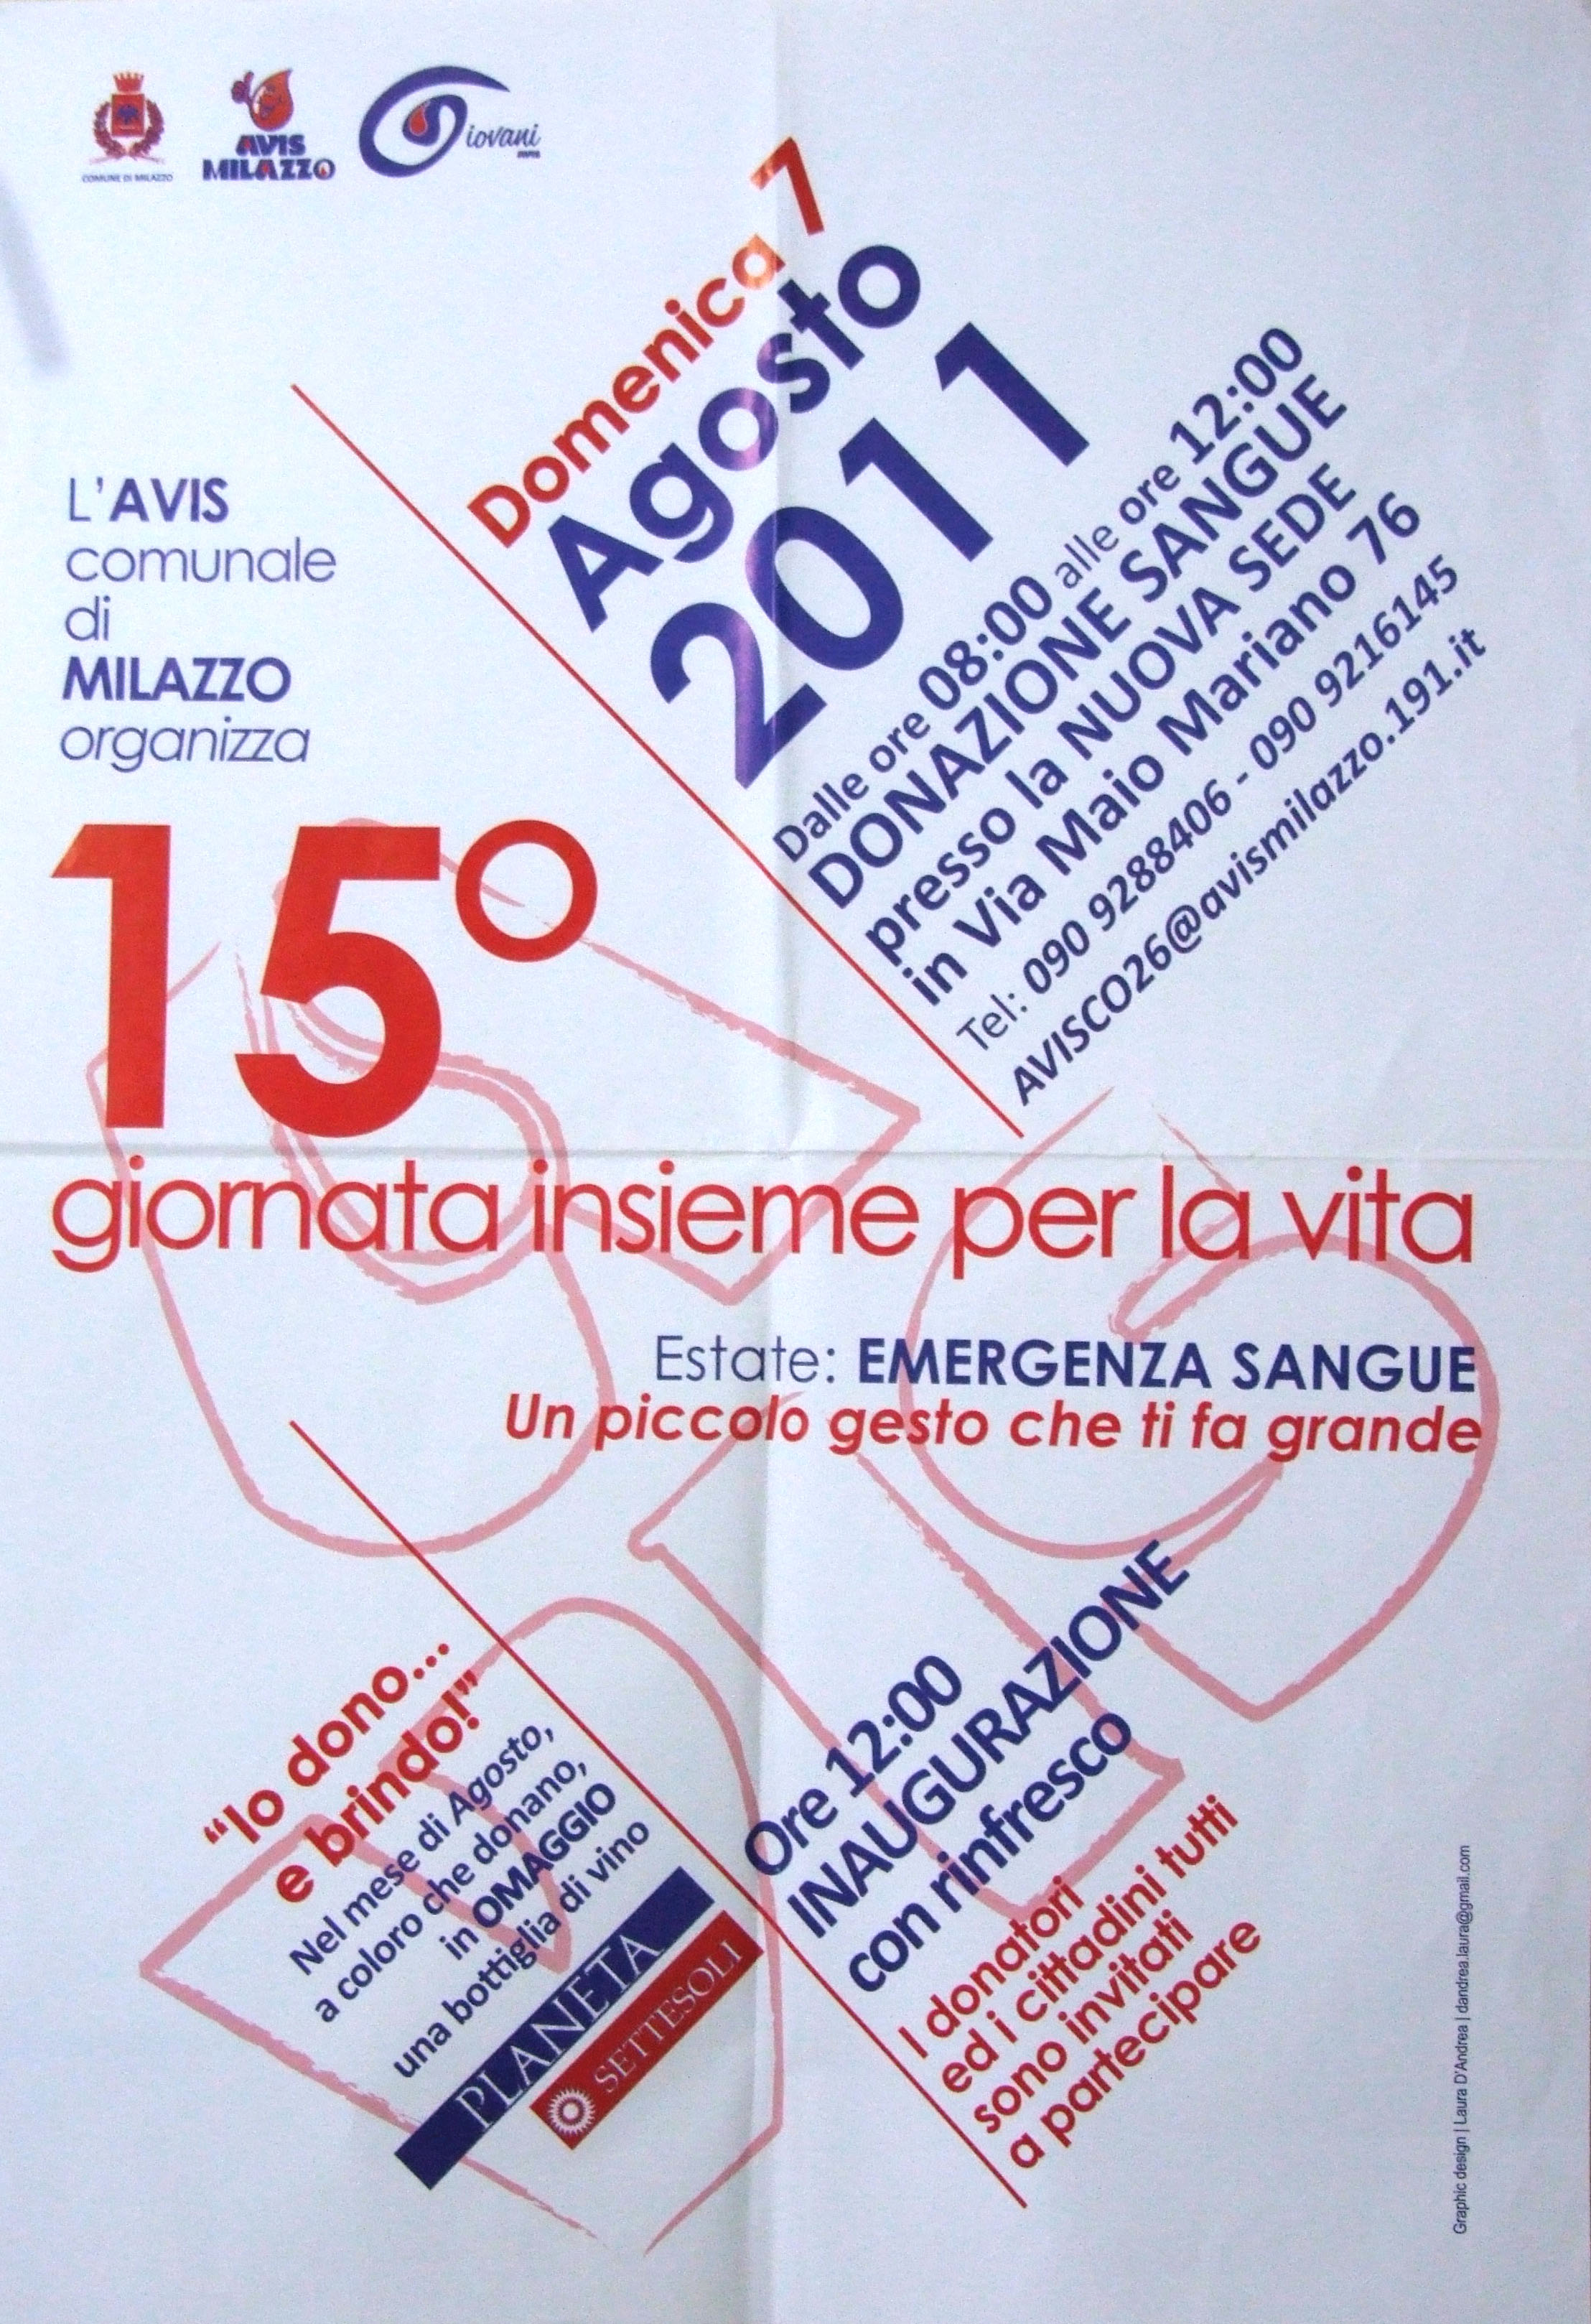 COMUNE DI MILAZZO
AVIS
MILAZZO
Giovani
AVIS
Domenica 7
Agosto
2011
Dalle ore 08:00 alle ore 12:00
DONAZIONE SANGUE
presso la NUOVA SEDE
in Via Maio Mariano 76
Tel: 090 9288406 - 090 9216145
AVISCO26@avismilazzo.191.it
L'AVIS
comunale
di
MILAZZO
organizza
15°
giornata insieme per la vita
Estate: EMERGENZA SANGUE
Un piccolo gesto che ti fa grande
“Io dono...
e brindo!”
Nel mese di Agosto,
a coloro che donano,
in OMAGGIO
una bottiglia di vino
PLANETA
SETTESOLI
Ore 12:00
INAUGURAZIONE
con rinfresco
I donatori
ed i cittadini tutti
sono invitati
a partecipare
Graphic design | Laura D'Andrea | dandrea.laura@gmail.com